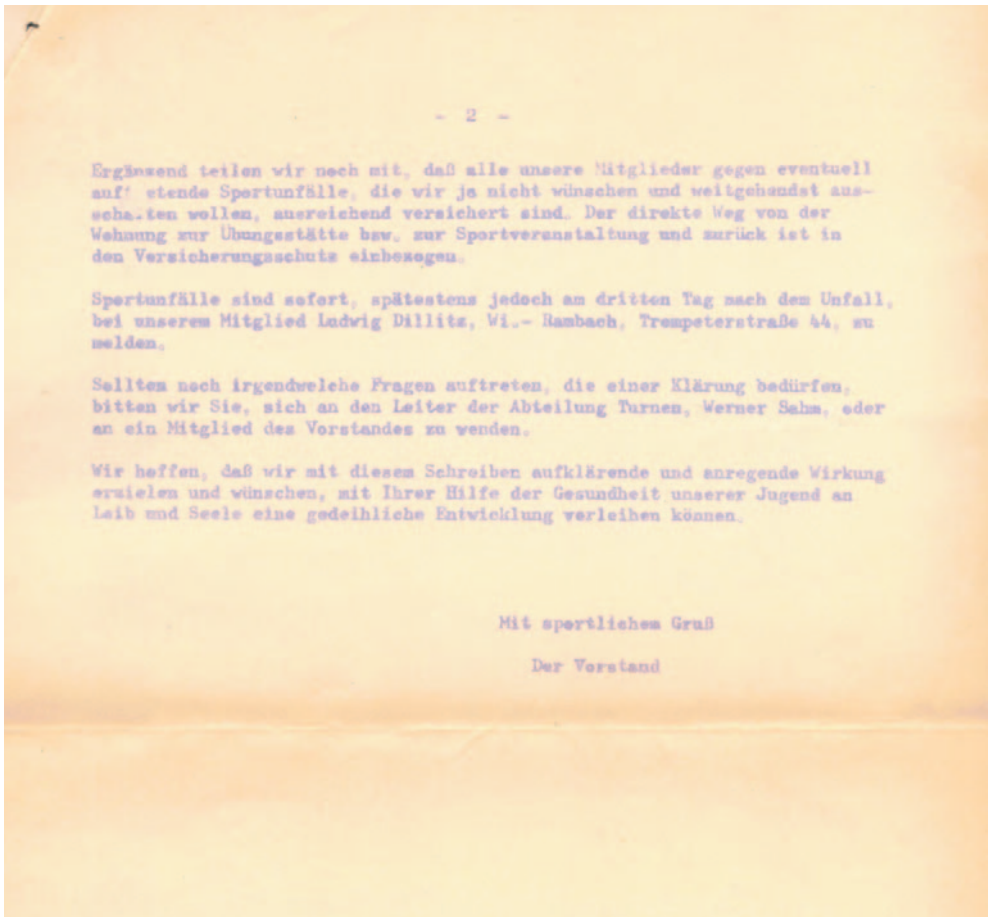 - 2 -
Ergänzend teilen wir noch mit, daß alle unsere Mitglieder gegen eventuell
auftretende Sportunfälle, die wir ja nicht wünschen und weitgehendst aus-
schalten wollen, ausreichend versichert sind. Der direkte Weg von der
Wohnung zur Übungsstätte bzw. zur Sportveranstaltung und zurück ist in
den Versicherungsschutz einbezogen.
Sportunfälle sind sofort, spätestens jedoch am dritten Tag nach dem Unfall,
bei unserem Mitglied Ludwig Dillitz, Wi.- Rambach, Trompeterstraße 44, zu
melden.
Sollten noch irgendwelche Fragen auftreten, die einer Klärung bedürfen,
bitten wir Sie, sich an den Leiter der Abteilung Turnen, Werner Sehm, oder
an ein Mitglied des Vorstandes zu wenden.
Wir hoffen, daß wir mit diesem Schreiben aufklärende und anregende Wirkung
erzielen und wünschen, mit Ihrer Hilfe der Gesundheit unserer Jugend an
Leib und Seele eine gedeihliche Entwicklung verleihen können.
Mit sportlichem Gruß
Der Vorstand